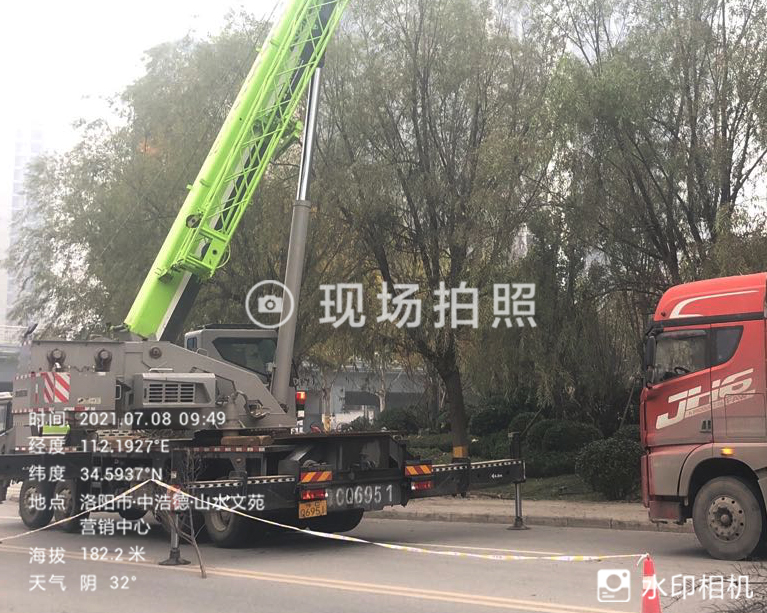 现场拍照
JH6
时间 2021.07.08 09:49
经度 112.1927°E
纬度 34.5937°N
地点 洛阳市·中浩德·山水文苑
营销中心
海拔 182.2 米
天气 阴 32°
CQ6951
Q6951
水印相机